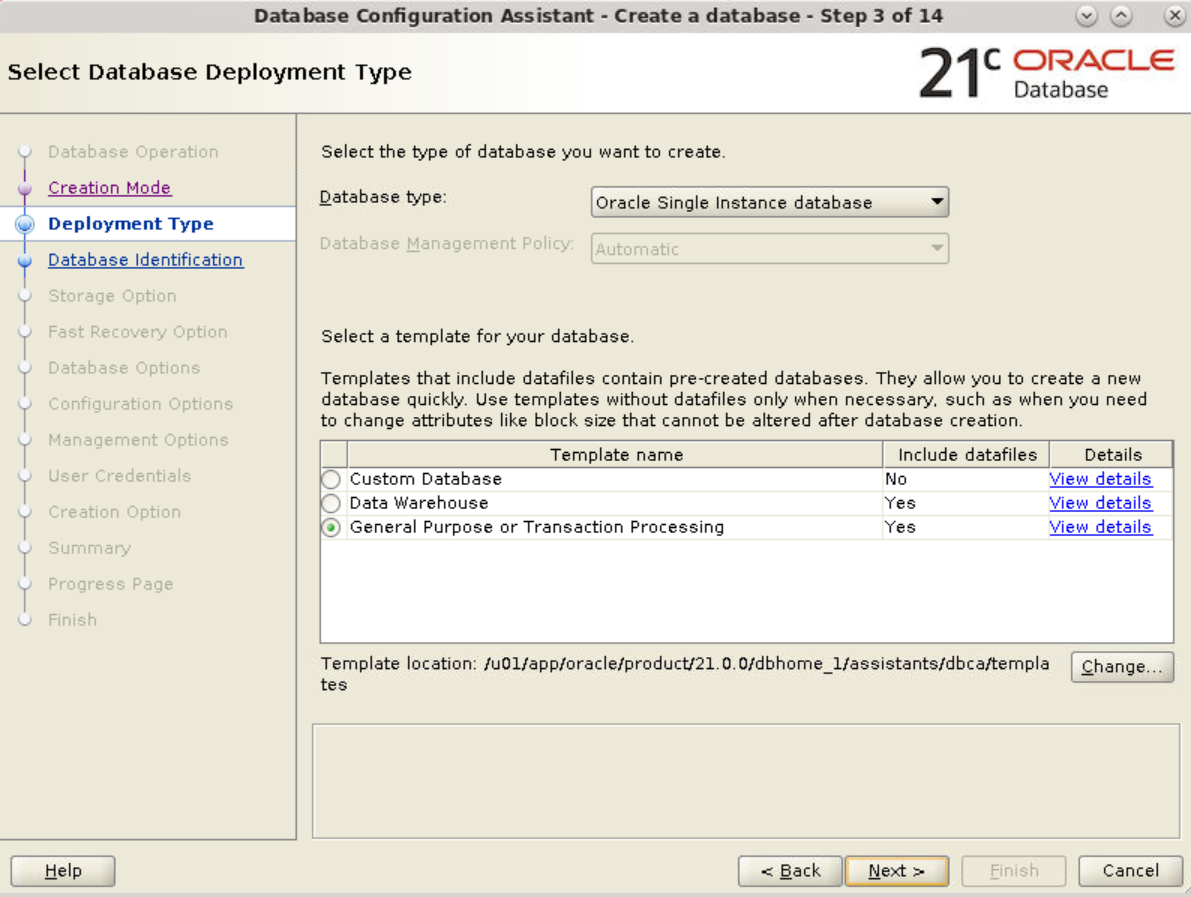 Database Configuration Assistant - Create a database - Step 3 of 14
Select Database Deployment Type
21c ORACLE
Database
Database Operation
Creation Mode
Deployment Type
Database Identification
Storage Option
Fast Recovery Option
Database Options
Configuration Options
Management Options
User Credentials
Creation Option
Summary
Progress Page
Finish
Select the type of database you want to create.
Database type: Oracle Single Instance database
Database Management Policy: Automatic
Select a template for your database.
Templates that include datafiles contain pre-created databases. They allow you to create a new
database quickly. Use templates without datafiles only when necessary, such as when you need
to change attributes like block size that cannot be altered after database creation.
Template name Include datafiles Details
Custom Database No View details
Data Warehouse Yes View details
General Purpose or Transaction Processing Yes View details
Template location: /u01/app/oracle/product/21.0.0/dbhome_1/assistants/dbca/templa
tes
Change...
Help < Back Next > Finish Cancel